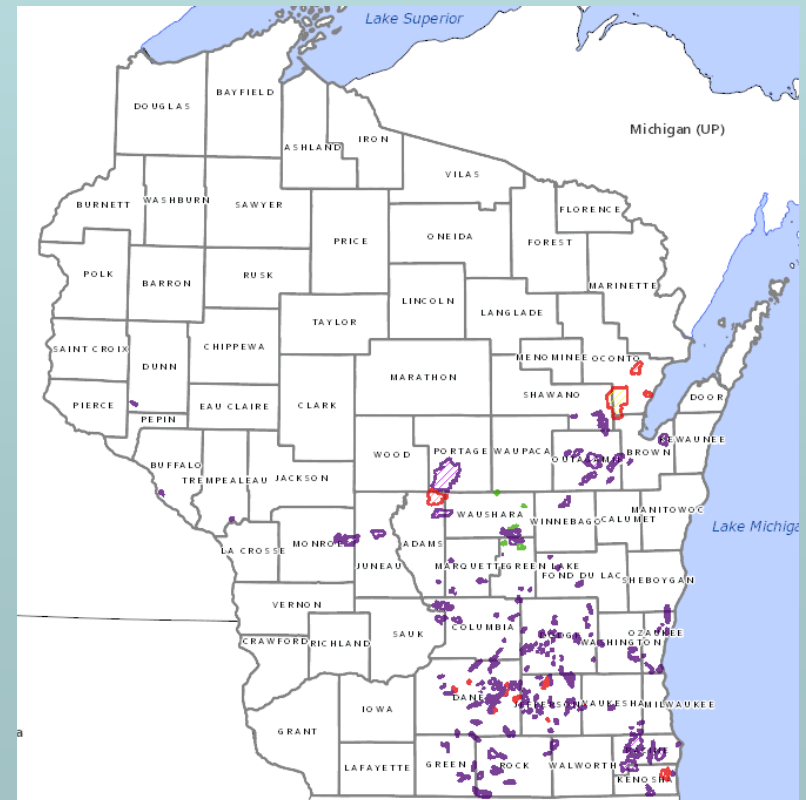 Lake Superior
BAYFIELD
DOUGLAS
Michigan (UP)
IRON
ASHLAND
VILAS
BURNETT
WASHBURN
SAWYER
FLORENCE
ONEIDA
PRICE
FOREST
POLK
RUSK
BARRON
MARINETTE
LINCOLN
LANGLADE
TAYLOR
CHIPPEWA
SAINT CROIX
MENOMINEE
OCONTO
DUNN
MARATHON
SHAWANO
DOOR
PIERCE
EAU CLAIRE
CLARK
PEPIN
KEWAUNEE
WOOD
PORTAGE
WAUPACA
BROWN
BUFFALO
JACKSON
TREMPEALEAU
MANITOWOC
WAUSHARA
WINNEBAGO
CALUMET
Lake Michiga
MONROE
ADAMS
LA CROSSE
JUNEAU
MARQUETTE
GREEN LAKE
FOND DU LAC
SHEBOYGAN
VERNON
COLUMBIA
SAUK
OZAUKEE
CRAWFORD
RICHLAND
WASHINGTON
DANE
JEFFERSON
WAUKESHA
MILWAUKEE
IOWA
GRANT
a
GREEN
ROCK
WALWORTH
LAFAYETTE
KENOSHA